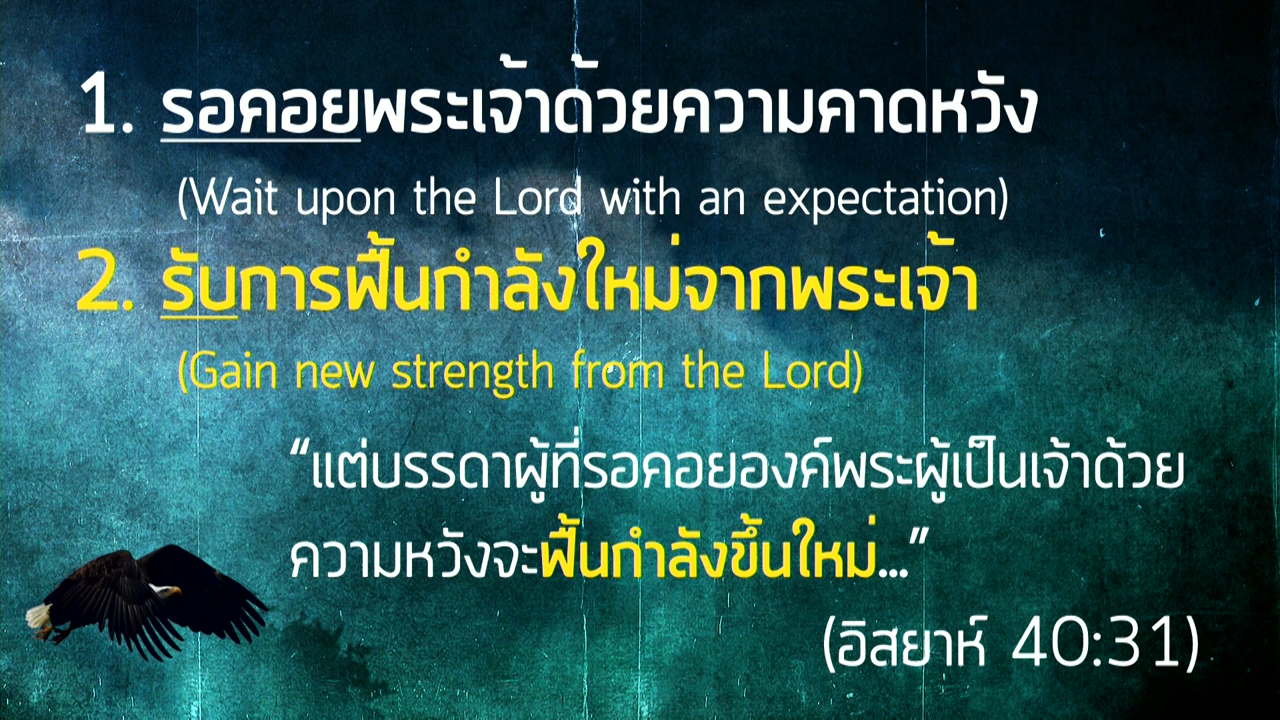 1. รอคอยพระเจ้าด้วยความคาดหวัง
(Wait upon the Lord with an expectation)
2. รับการฟื้นกำลังใหม่จากพระเจ้า
(Gain new strength from the Lord)
“แต่บรรดาผู้ที่รอคอยองค์พระผู้เป็นเจ้าด้วย
ความหวังจะฟื้นกำลังขึ้นใหม่...”
(อิสยาห์ 40:31)